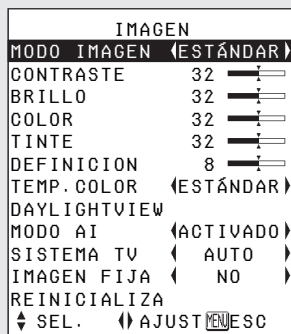 IMAGEN
MODO IMAGEN ESTÁNDAR
CONTRASTE 32
BRILLO 32
COLOR 32
TINTE 32
DEFINICION 8
TEMP.COLOR ESTÁNDAR
DAYLIGHTVIEW
MODO AI ACTIVADO
SISTEMA TV AUTO
IMAGEN FIJA NO
REINICIALIZA
SEL. AJUST MENU ESC